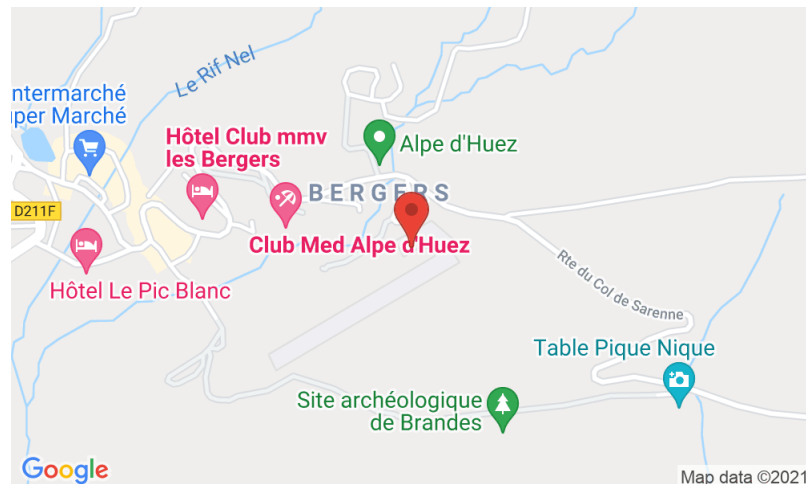 Le Rif Nel
ntermarché
uper Marché
Hôtel Club mmv
les Bergers
Alpe d'Huez
BERGERS
D211F
Club Med Alpe d'Huez
Hôtel Le Pic Blanc
Rte du Col de Sarenne
Table Pique Nique
Site archéologique
de Brandes
Google
Map data ©2021